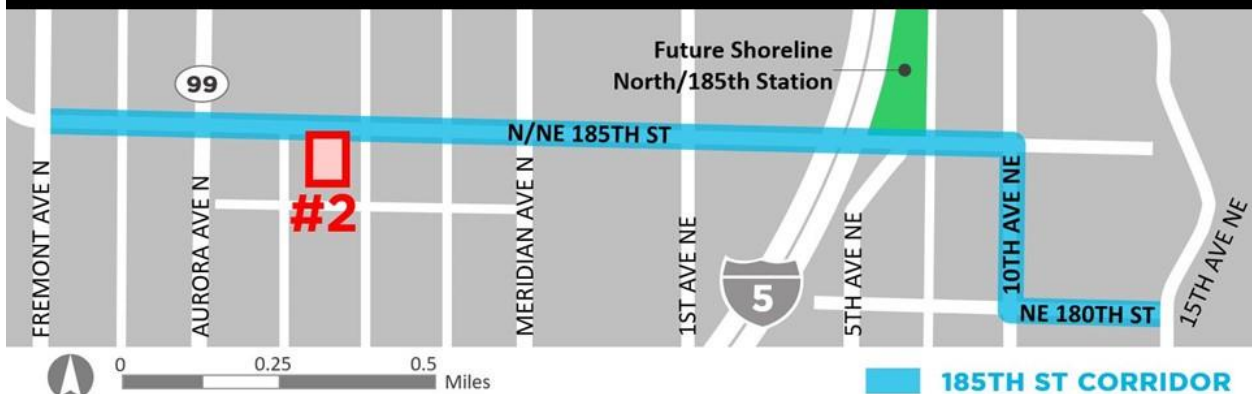 Future Shoreline
North/185th Station
99
N/NE 185TH ST
#2
FREMONT AVE N
AURORA AVE N
MERIDIAN AVE N
1ST AVE NE
5
5TH AVE NE
10TH AVE NE
NE 180TH ST
15TH AVE NE
0 0.25 0.5
Miles
185TH ST CORRIDOR